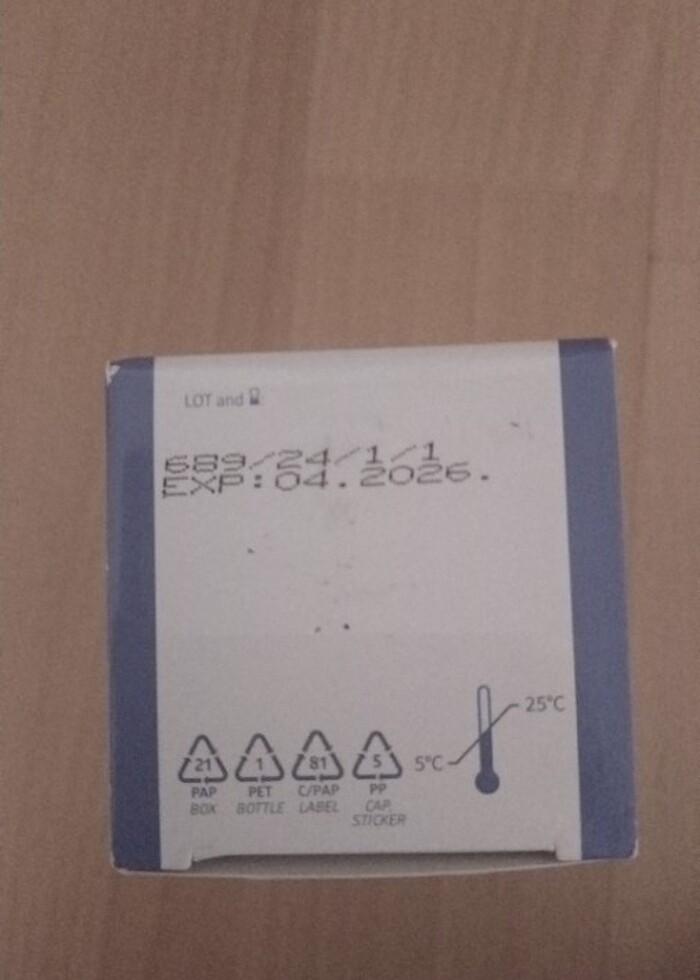 LOT and
689/24/1/1
EXP:04.2026.
25°C
5°C
21 1 81 5
PAP PET C/PAP PP
BOX BOTTLE LABEL CAP,
STICKER